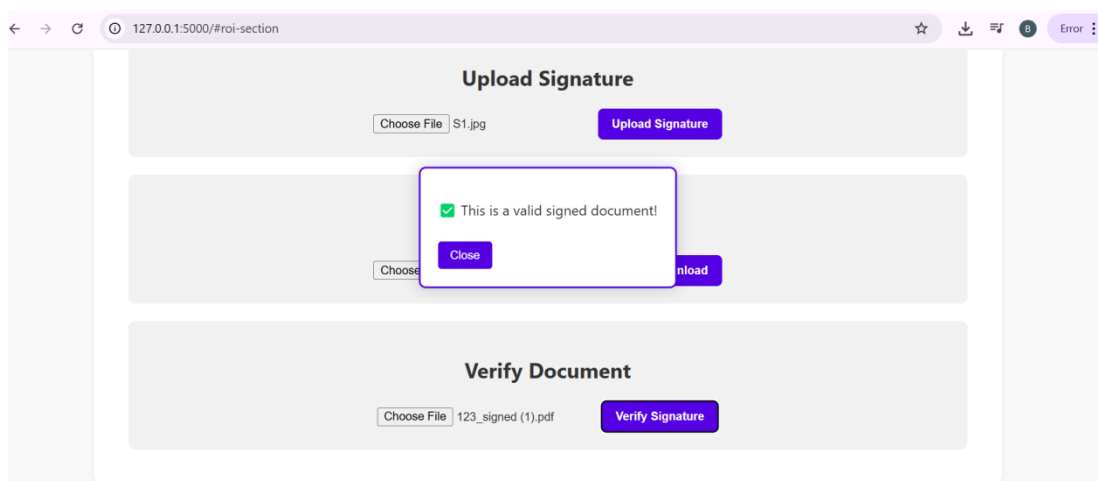 127.0.0.1:5000/#roi-section
B
Error
Upload Signature
Choose File S1.jpg
Upload Signature
This is a valid signed document!
Close
Choose
nload
Verify Document
Choose File 123_signed (1).pdf
Verify Signature